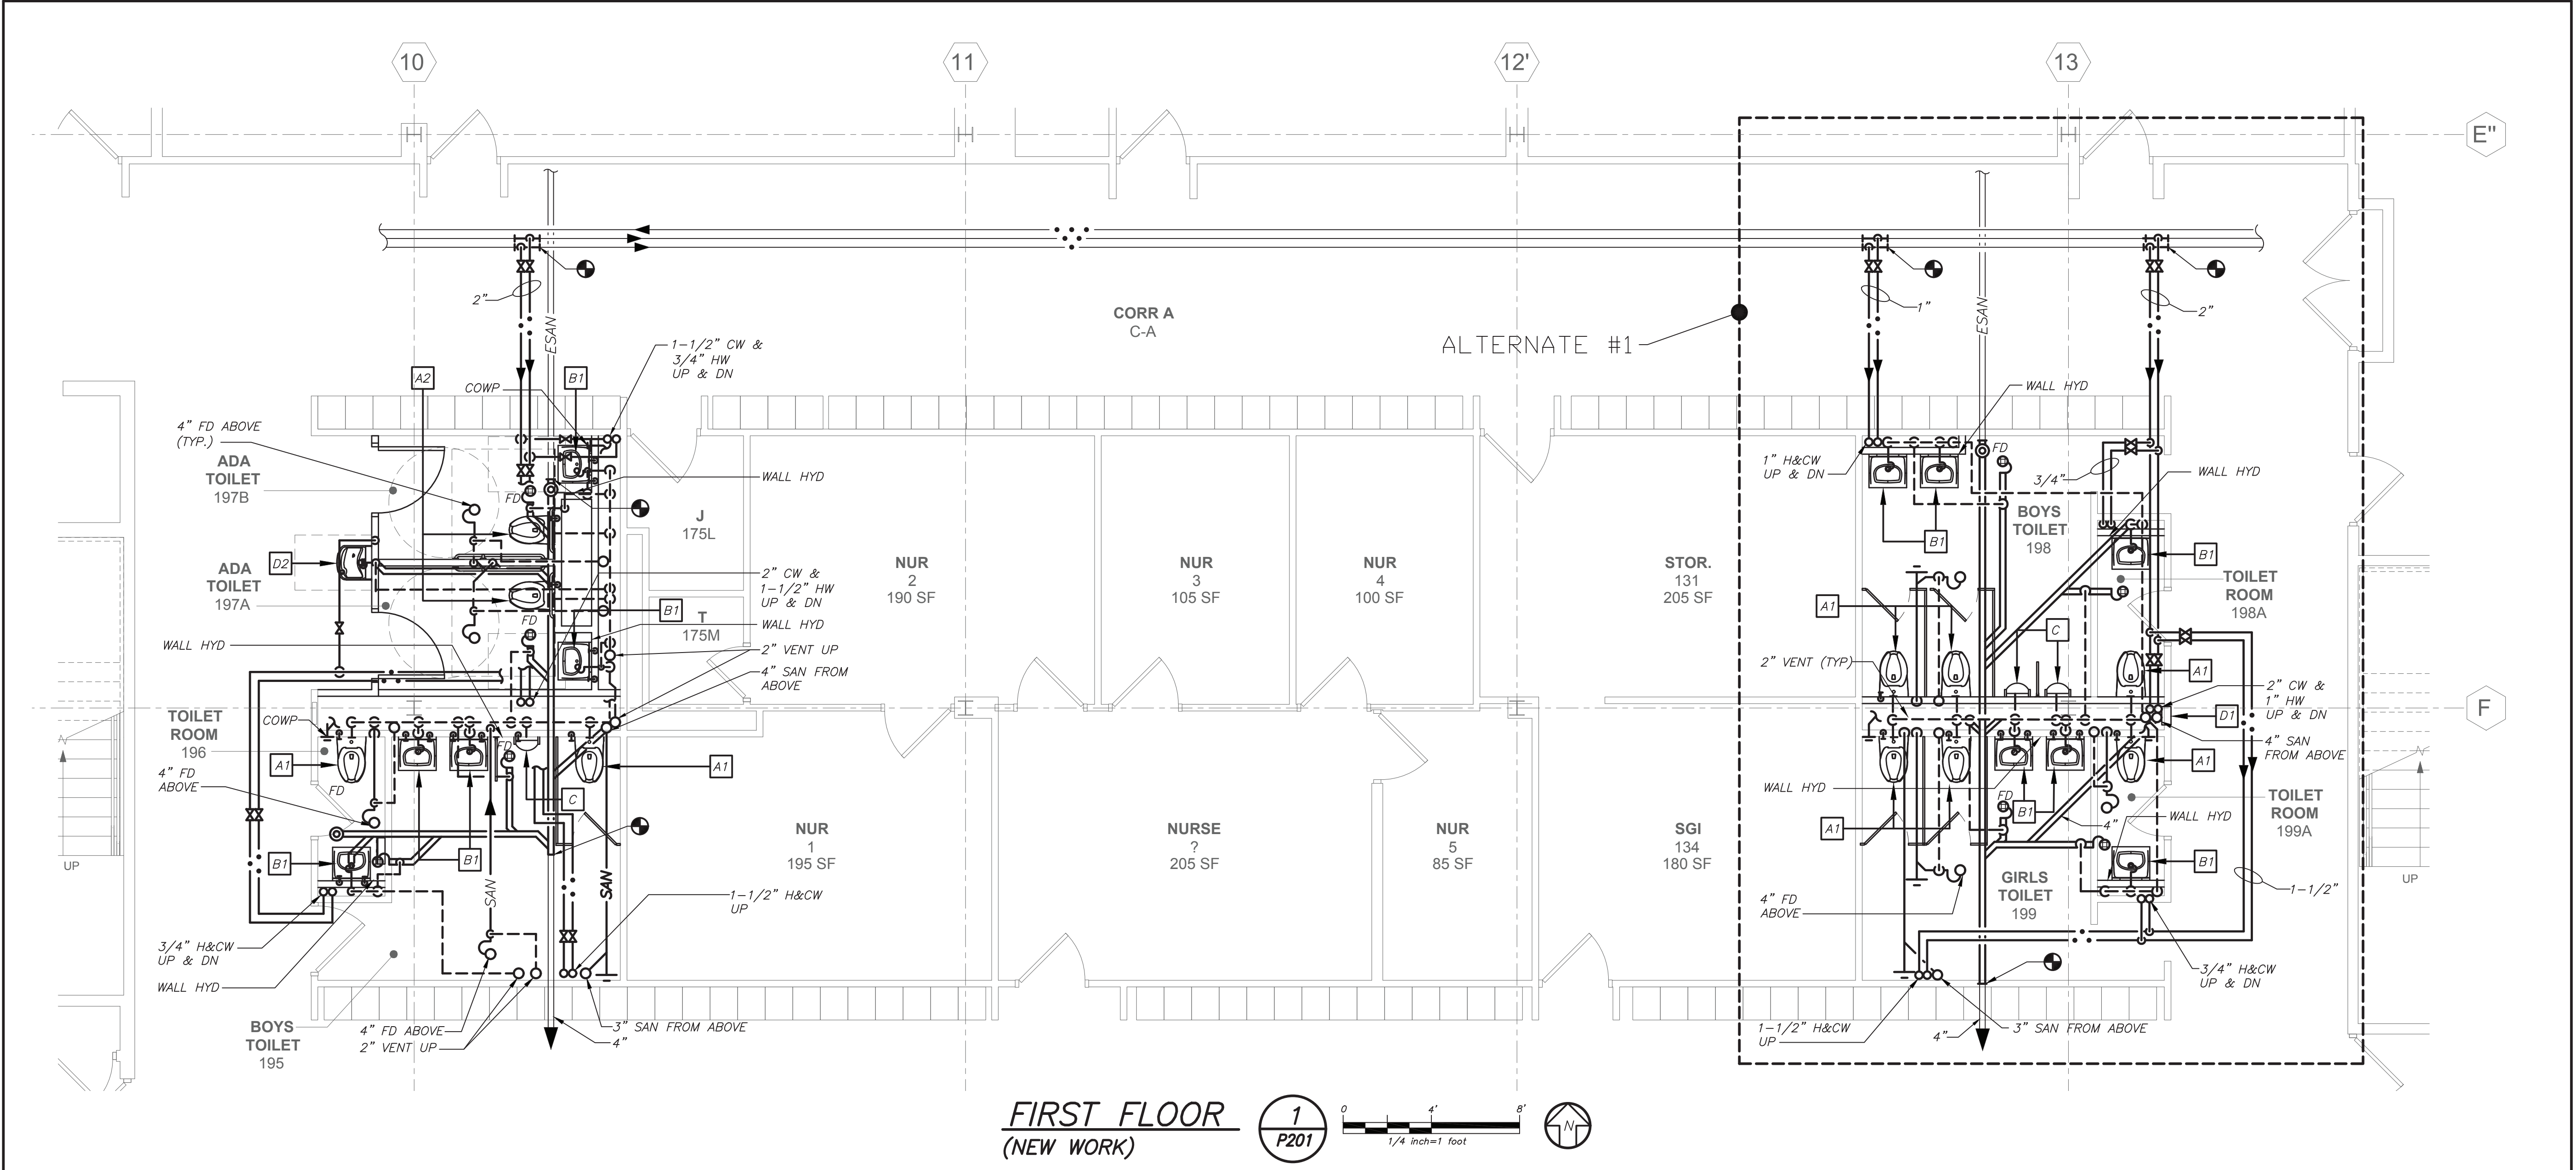 10
11
12'
13
E"
2"
ESAN
1-1/2" CW &
3/4" HW
UP & DN
A2
COWP
B1
CORR A
C-A
ALTERNATE #1
1"
ESAN
2"
WALL HYD
4" FD ABOVE
(TYP.)
ADA
TOILET
197B
FD
WALL HYD
J
175L
D2
ADA
TOILET
197A
FD
2" CW &
1-1/2" HW
UP & DN
B1
T
175M
WALL HYD
WALL HYD
2" VENT UP
4" SAN FROM
ABOVE
NUR
2
190 SF
NUR
3
105 SF
NUR
4
100 SF
STOR.
131
205 SF
1" H&CW
UP & DN
FD
3/4"
WALL HYD
BOYS
TOILET
198
B1
B1
TOILET
ROOM
198A
A1
C
2" VENT (TYP)
A1
2" CW &
1" HW
UP & DN
D1
4" SAN
FROM ABOVE
F
TOILET
ROOM
196
COWP
FD
A1
A1
4" FD
ABOVE
FD
C
WALL HYD
A1
FD
B1
A1
4"
TOILET
ROOM
199A
WALL HYD
UP
B1
B1
SAN
SAN
NUR
1
195 SF
NURSE
?
205 SF
NUR
5
85 SF
SGI
134
180 SF
B1
UP
1-1/2"
1-1/2" H&CW
UP
4" FD
ABOVE
GIRLS
TOILET
199
3/4" H&CW
UP & DN
WALL HYD
3/4" H&CW
UP & DN
BOYS
TOILET
195
4" FD ABOVE
2" VENT UP
3" SAN FROM ABOVE
4"
1-1/2" H&CW
UP
4"
3" SAN FROM ABOVE
FIRST FLOOR
(NEW WORK)
1
P201
0 4' 8'
1/4 inch=1 foot
N